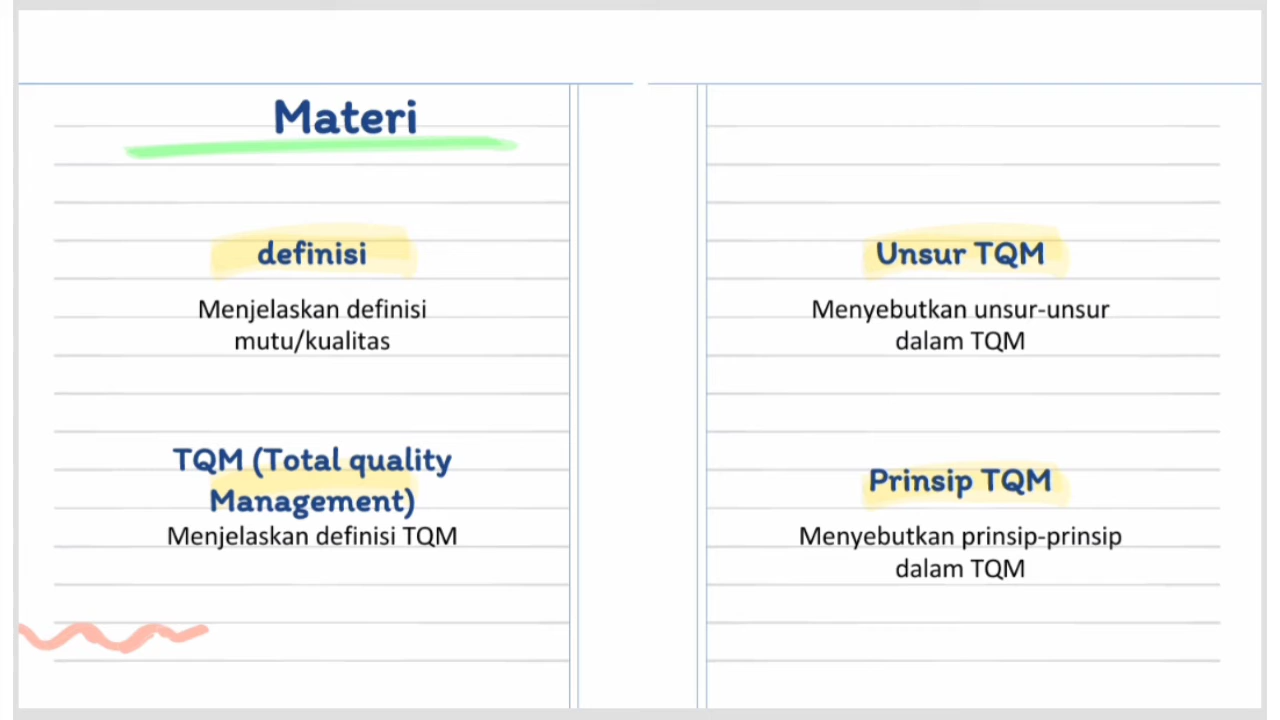 Materi
definisi
Menjelaskan definisi
mutu/kualitas
TQM (Total quality
Management)
Menjelaskan definisi TQM
Unsur TQM
Menyebutkan unsur-unsur
dalam TQM
Prinsip TQM
Menyebutkan prinsip-prinsip
dalam TQM